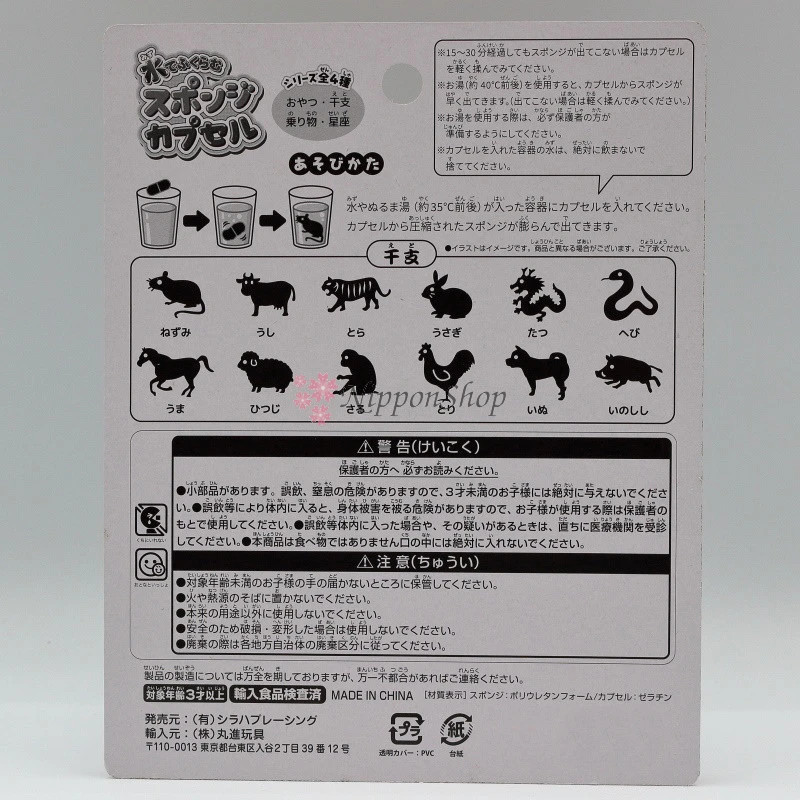 水でふくらむ
スポンジ
カプセル
シリーズ全4種
おやつ・干支
乗り物・星座
※15〜30分経過してもスポンジが出てこない場合はカプセル
を軽く揉んでみてください。
※お湯(約40℃前後)を使用すると、カプセルからスポンジが
早く出てきます。(出てこない場合は軽く揉んでみてください。)
※お湯を使用する際は、必ず保護者の方が
準備するようにしてください。
※カプセルを入れた容器の水は、絶対に飲まないで
捨ててください。
あそびかた
水やぬるま湯(約35℃前後)が入った容器にカプセルを入れてください。
カプセルから圧縮されたスポンジが膨らんで出てきます。
●イラストはイメージです。商品と異なる場合がございます。ご了承ください。
干支
ねずみ うし とら うさぎ たつ へび
うま ひつじ さる とり いぬ いのしし
NipponShop
⚠警告(けいこく)
保護者の方へ必ずお読みください。
●小部品があります。誤飲、窒息の危険がありますので、3才未満のお子様には絶対に与えないでくださ
い。●誤飲等により体内に入ると、身体被害を被る危険がありますので、お子様が使用する際は保護者の
もとで使用してください。●誤飲等体内に入った場合や、その疑いがあるときは、直ちに医療機関を受診
してください。●本商品は食べ物ではありません口の中には絶対に入れないでください。
くちにいれない
おとなといっしょ
⚠注意(ちゅうい)
●対象年齢未満のお子様の手の届かないところに保管してください。
●火や熱源のそばに置かないでください。
●本来の用途以外に使用しないでください。
●安全のため破損・変形した場合は使用しないでください。
●廃棄の際は各地方自治体の廃棄区分に従ってください。
製品の製造については万全を期しておりますが、万一不都合があればご連絡ください。
対象年齢3才以上 輸入食品検査済 MADE IN CHINA [材質表示] スポンジ:ポリウレタンフォーム/カプセル:ゼラチン
発売元:(有)シラハプレーシング
輸入元:(株)丸進玩具
〒110-0013 東京都台東区入谷2丁目39番12号
プラ
透明カバー:PVC
紙
台紙